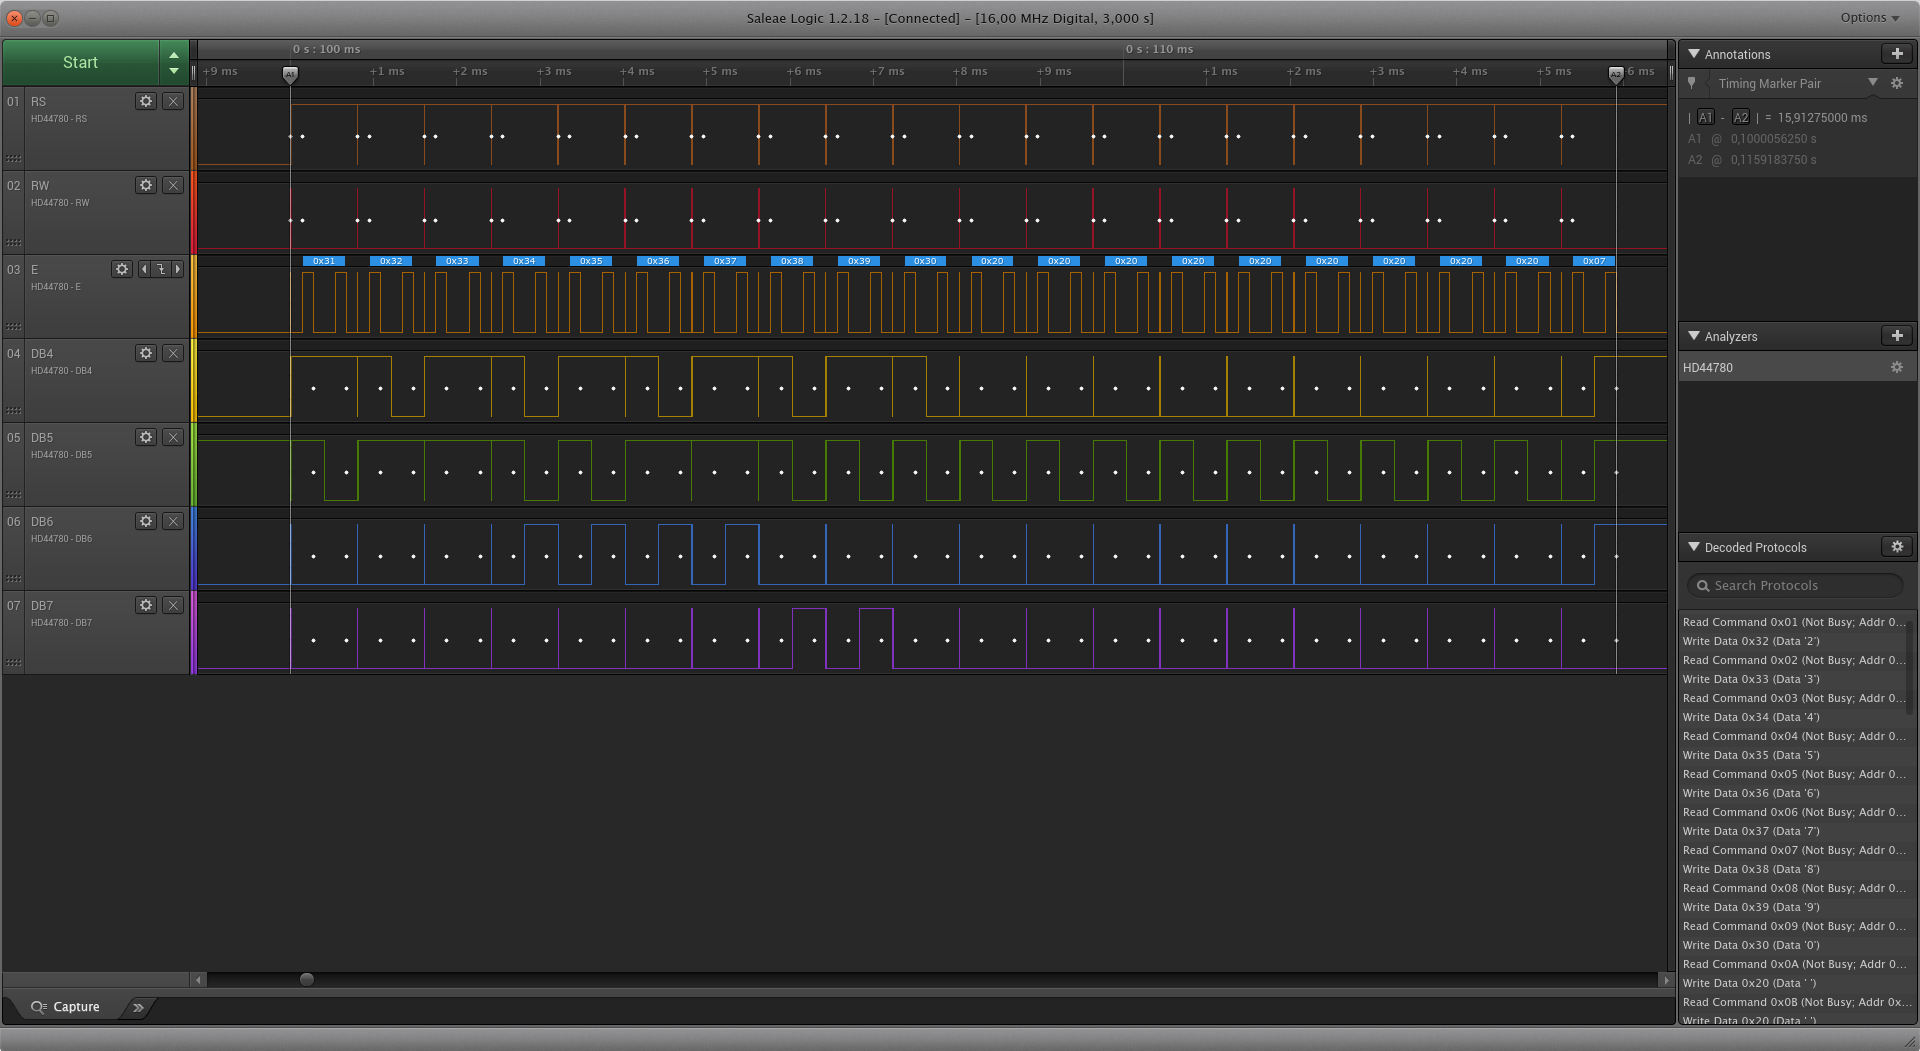 Saleae Logic 1.2.18 - [Connected] - [16,00 MHz Digital, 3,000 s]
Options
Start
0 s : 100 ms
0 s : 110 ms
+9 ms
+1 ms
+2 ms
+3 ms
+4 ms
+5 ms
+6 ms
+7 ms
+8 ms
+9 ms
+1 ms
+2 ms
+3 ms
+4 ms
+5 ms
+6 ms
A1
A2
01 RS
HD44780 - RS
02 RW
HD44780 - RW
03 E
HD44780 - E
0x31
0x32
0x33
0x34
0x35
0x36
0x37
0x38
0x39
0x30
0x20
0x20
0x20
0x20
0x20
0x20
0x20
0x20
0x20
0x07
04 DB4
HD44780 - DB4
05 DB5
HD44780 - DB5
06 DB6
HD44780 - DB6
07 DB7
HD44780 - DB7
Capture
Annotations
Timing Marker Pair
| A1 - A2 | = 15,91275000 ms
A1 @ 0,1000056250 s
A2 @ 0,1159183750 s
Analyzers
HD44780
Decoded Protocols
Search Protocols
Read Command 0x01 (Not Busy; Addr 0...
Write Data 0x32 (Data '2')
Read Command 0x02 (Not Busy; Addr 0...
Write Data 0x33 (Data '3')
Read Command 0x03 (Not Busy; Addr 0...
Write Data 0x34 (Data '4')
Read Command 0x04 (Not Busy; Addr 0...
Write Data 0x35 (Data '5')
Read Command 0x05 (Not Busy; Addr 0...
Write Data 0x36 (Data '6')
Read Command 0x06 (Not Busy; Addr 0...
Write Data 0x37 (Data '7')
Read Command 0x07 (Not Busy; Addr 0...
Write Data 0x38 (Data '8')
Read Command 0x08 (Not Busy; Addr 0...
Write Data 0x39 (Data '9')
Read Command 0x09 (Not Busy; Addr 0...
Write Data 0x30 (Data '0')
Read Command 0x0A (Not Busy; Addr 0...
Write Data 0x20 (Data ' ')
Read Command 0x0B (Not Busy; Addr 0x...
Write Data 0x20 (Data ' ')